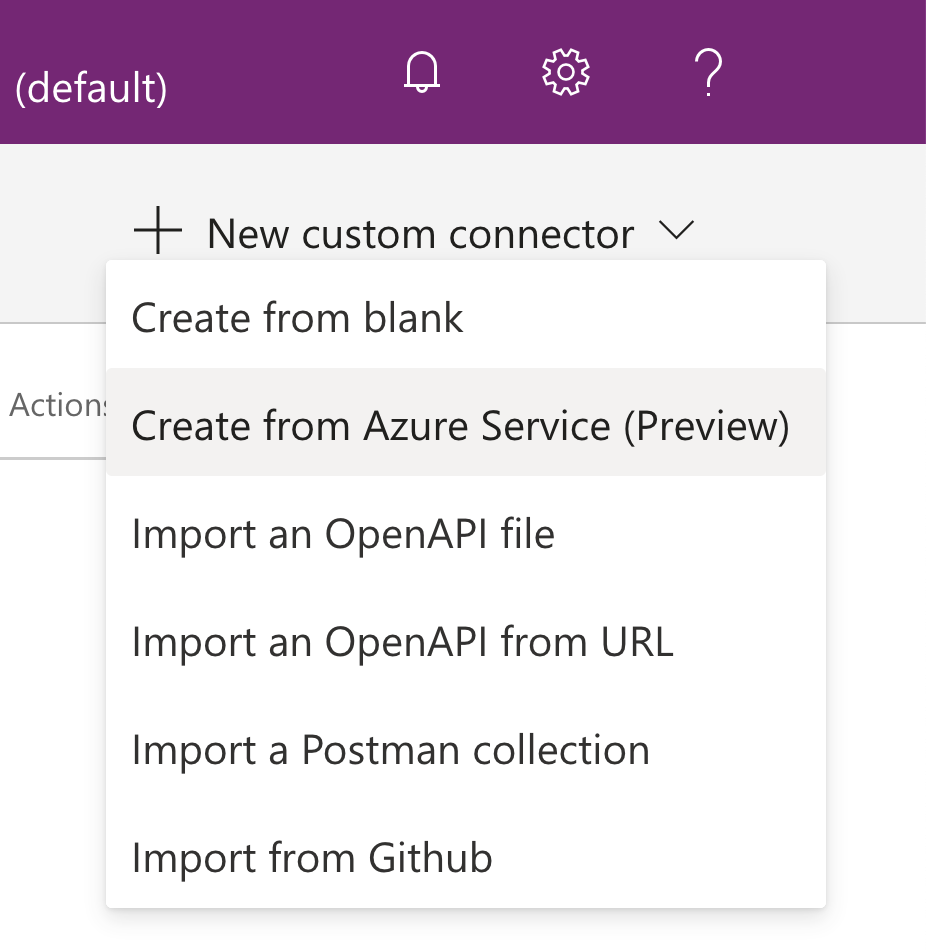 (default)
New custom connector
Create from blank
Actions
Create from Azure Service (Preview)
Import an OpenAPI file
Import an OpenAPI from URL
Import a Postman collection
Import from Github